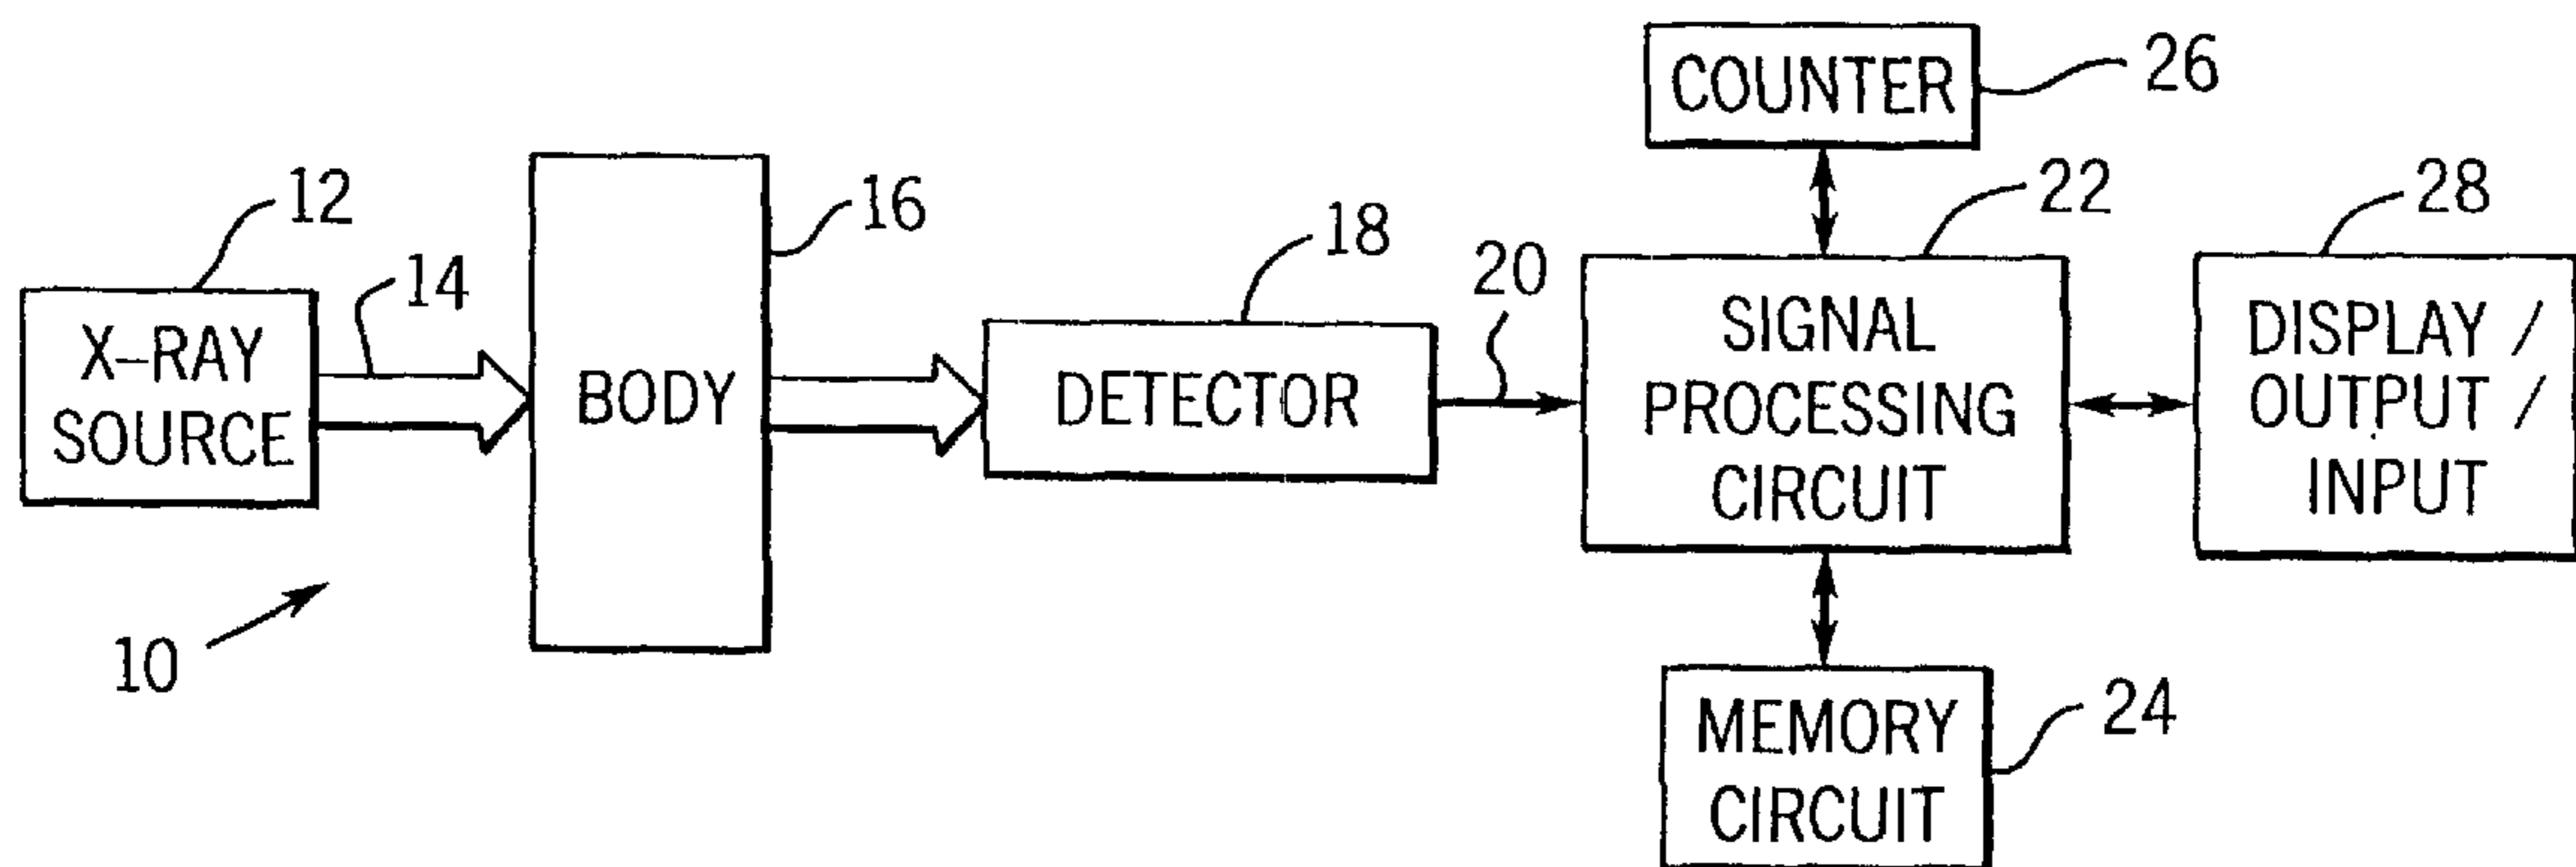 COUNTER
26
12
14
16
18
20
22
28
X–RAY
SOURCE
BODY
DETECTOR
SIGNAL
PROCESSING
CIRCUIT
DISPLAY /
OUTPUT /
INPUT
10
MEMORY
CIRCUIT
24